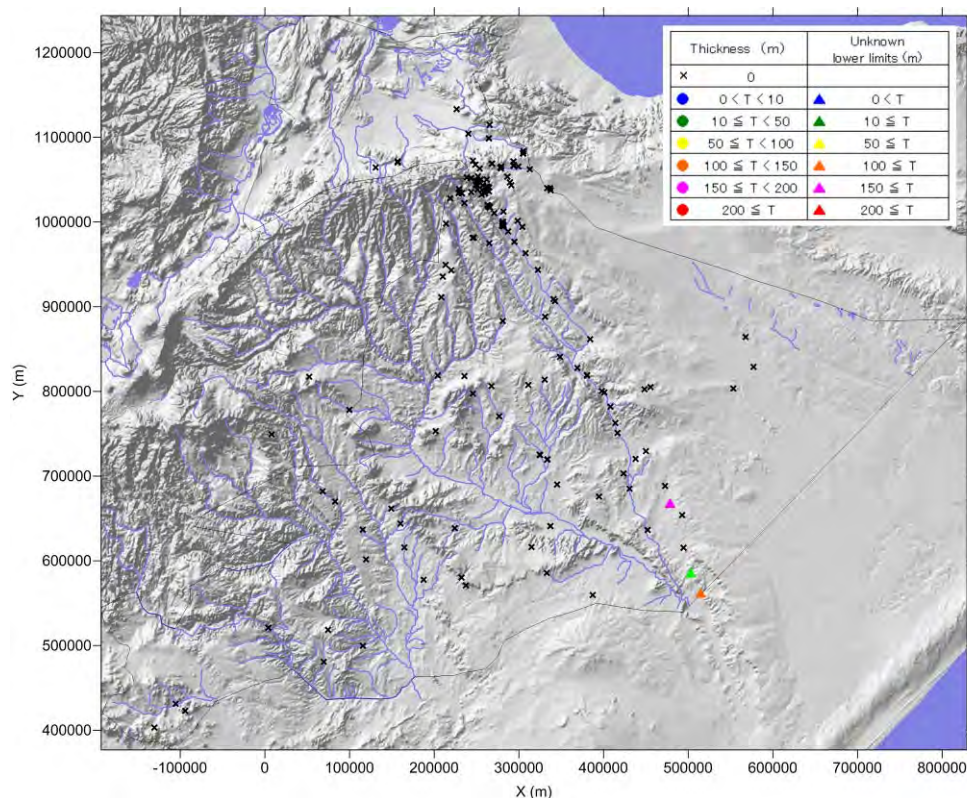 Thickness (m) Unknown lower limits (m)
× 0
0 < T < 10 0 < T
10 ≦ T < 50 10 ≦ T
50 ≦ T < 100 50 ≦ T
100 ≦ T < 150 100 ≦ T
150 ≦ T < 200 150 ≦ T
200 ≦ T 200 ≦ T
1200000
1100000
1000000
900000
800000
700000
600000
500000
400000
Y (m)
-100000 0 100000 200000 300000 400000 500000 600000 700000 800000
X (m)